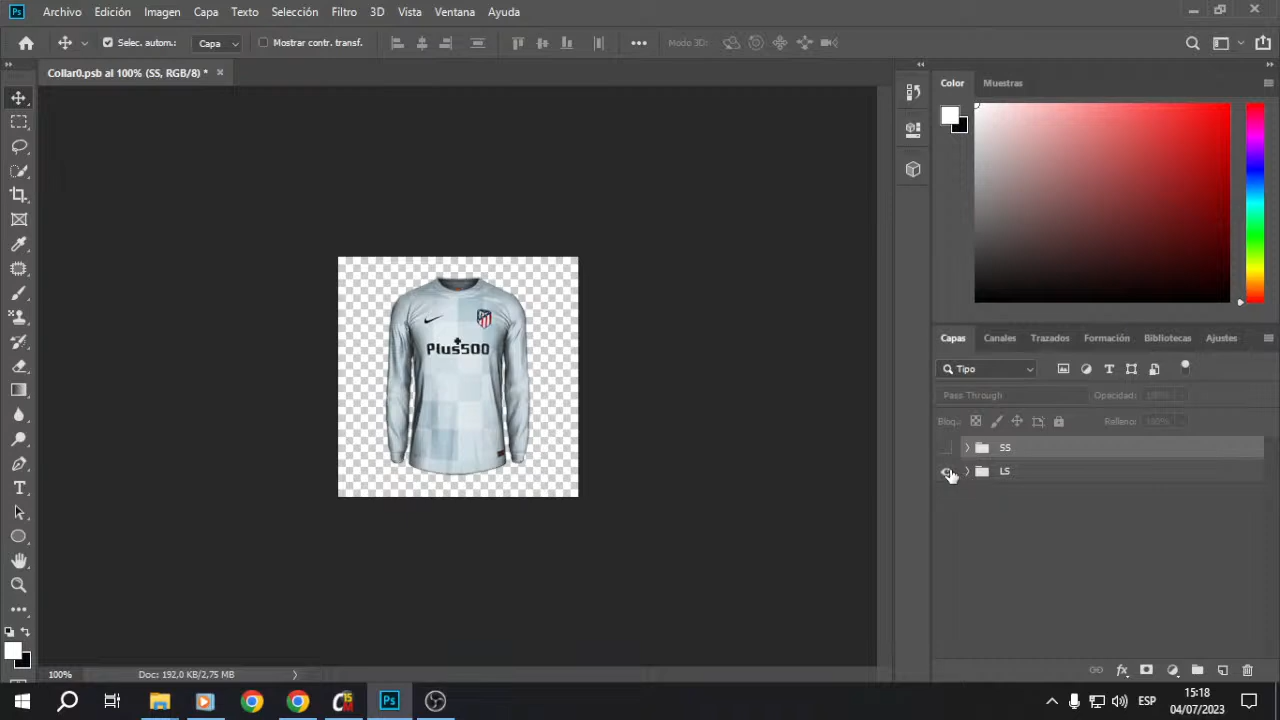 Ps Archivo Edición Imagen Capa Texto Selección Filtro 3D Vista Ventana Ayuda
Selec. autom.: Capa Mostrar contr. transf. Modo 3D:
Collar0.psb al 100% (SS, RGB/8) *
Color Muestras
Plus500
Capas Canales Trazados Formación Bibliotecas Ajustes
Tipo
Pass Through Opacidad: 100%
Bloq.: Relleno: 100%
SS
LS
100% Doc: 192,0 KB/2,75 MB
Ps ESP 15:18
04/07/2023